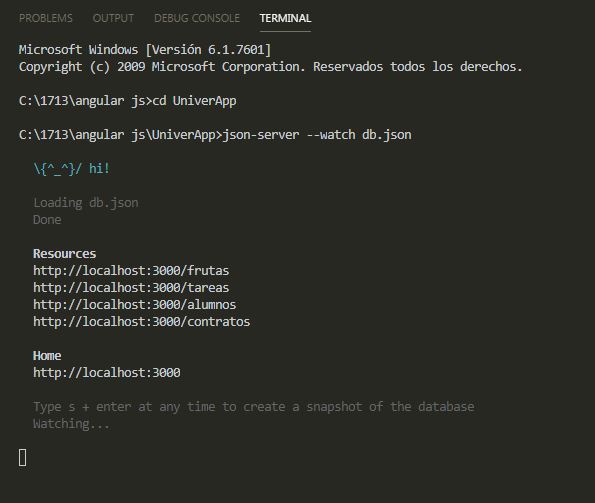 PROBLEMS OUTPUT DEBUG CONSOLE TERMINAL
Microsoft Windows [Versión 6.1.7601]
Copyright (c) 2009 Microsoft Corporation. Reservados todos los derechos.
C:\1713\angular js>cd UniverApp
C:\1713\angular js\UniverApp>json-server --watch db.json
\{^_^}/ hi!
Loading db.json
Done
Resources
http://localhost:3000/frutas
http://localhost:3000/tareas
http://localhost:3000/alumnos
http://localhost:3000/contratos
Home
http://localhost:3000
Type s + enter at any time to create a snapshot of the database
Watching...